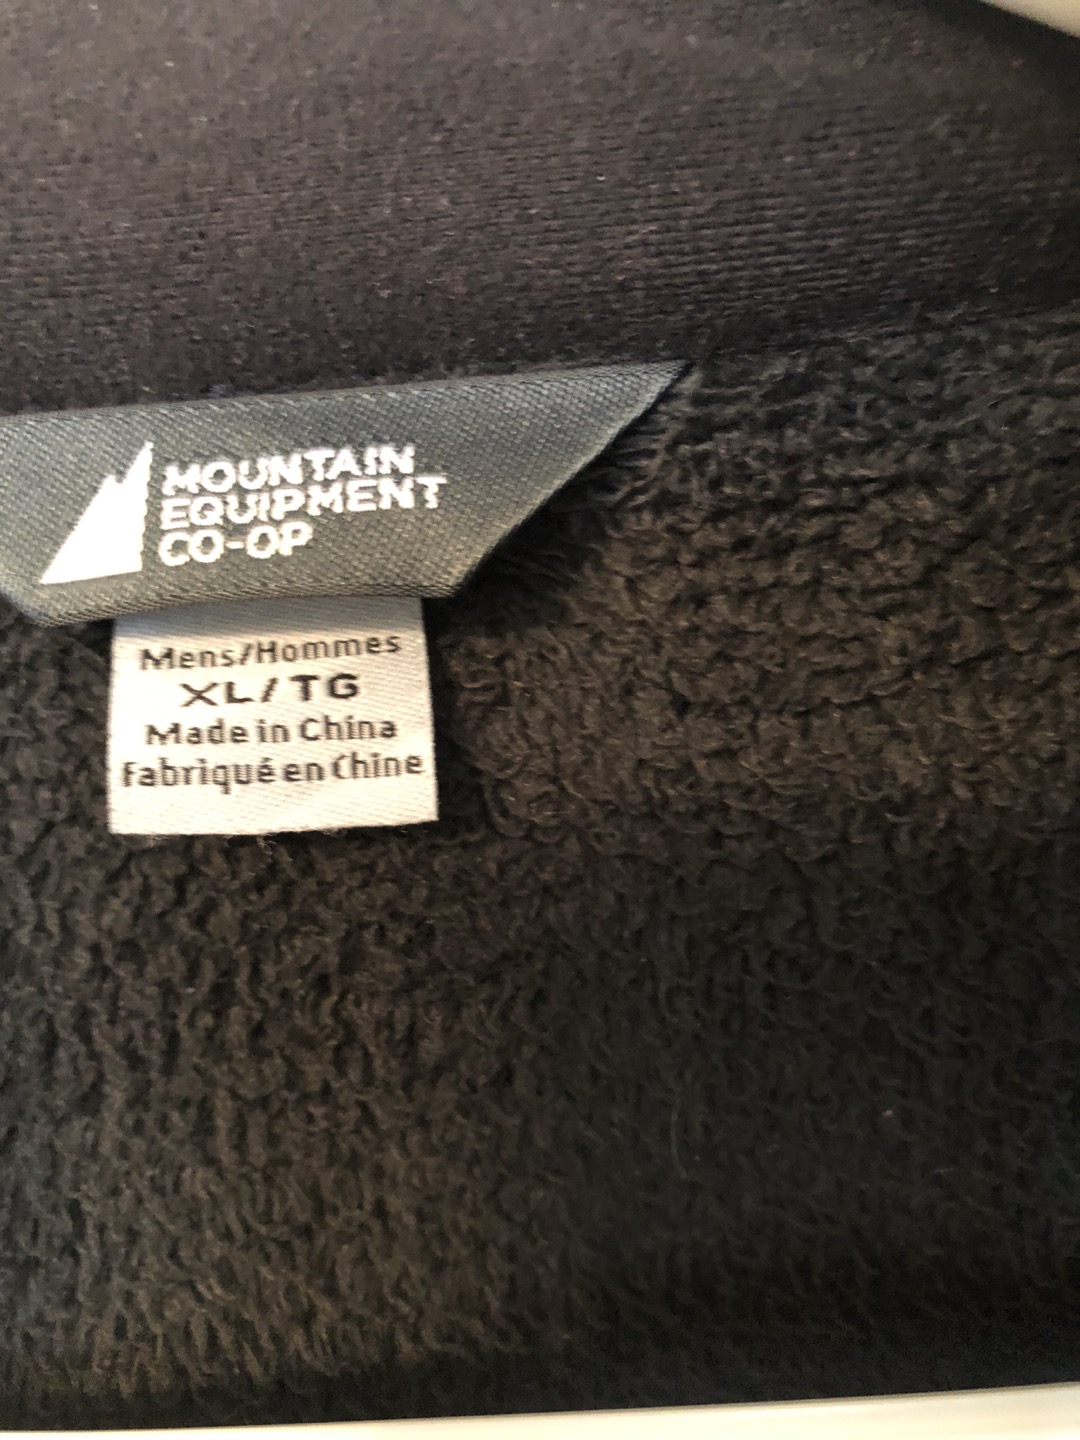 MOUNTAIN
EQUIPMENT
CO-OP
Mens/Hommes
XL/TG
Made in China
Fabriqué en Chine